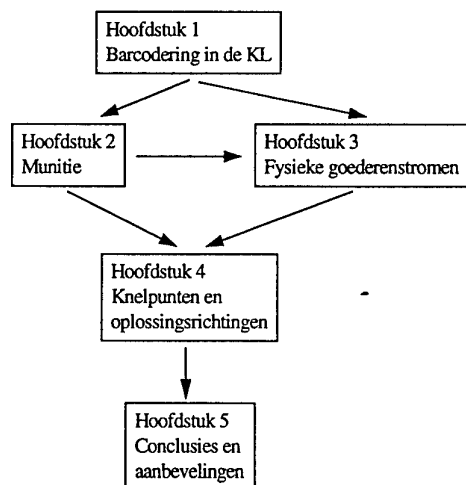 Hoofdstuk 1
Barcodering in de KL
Hoofdstuk 2
Munitie
Hoofdstuk 3
Fysieke goederenstromen
Hoofdstuk 4
Knelpunten en
oplossingsrichtingen
Hoofdstuk 5
Conclusies en
aanbevelingen